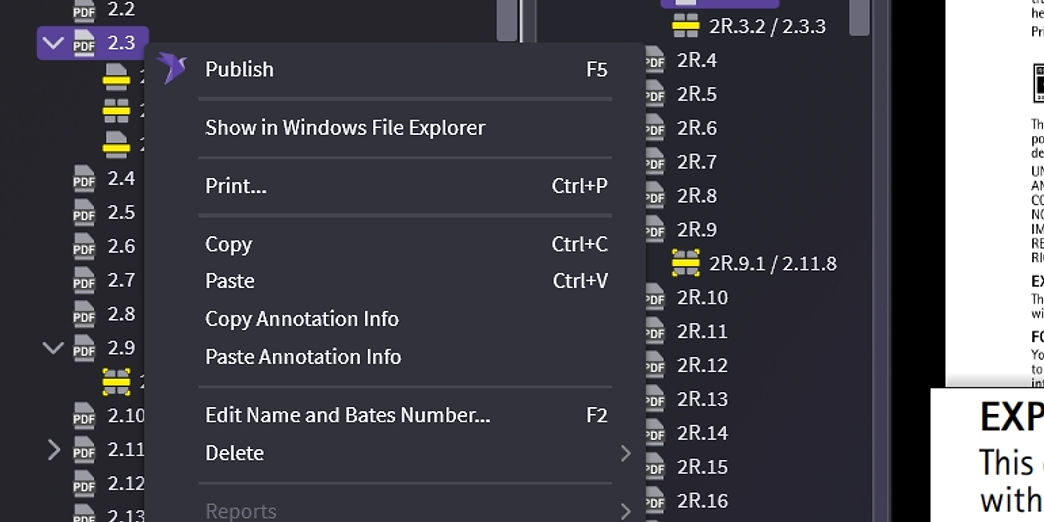 2.2
2.3
2.4
2.5
2.6
2.7
2.8
2.9
2.10
2.11
2.12
2.13
Publish F5
Show in Windows File Explorer
Print... Ctrl+P
Copy Ctrl+C
Paste Ctrl+V
Copy Annotation Info
Paste Annotation Info
Edit Name and Bates Number... F2
Delete
Reports
2R.3.2 / 2.3.3
2R.4
2R.5
2R.6
2R.7
2R.8
2R.9
2R.9.1 / 2.11.8
2R.10
2R.11
2R.12
2R.13
2R.14
2R.15
2R.16
EXP
This
with